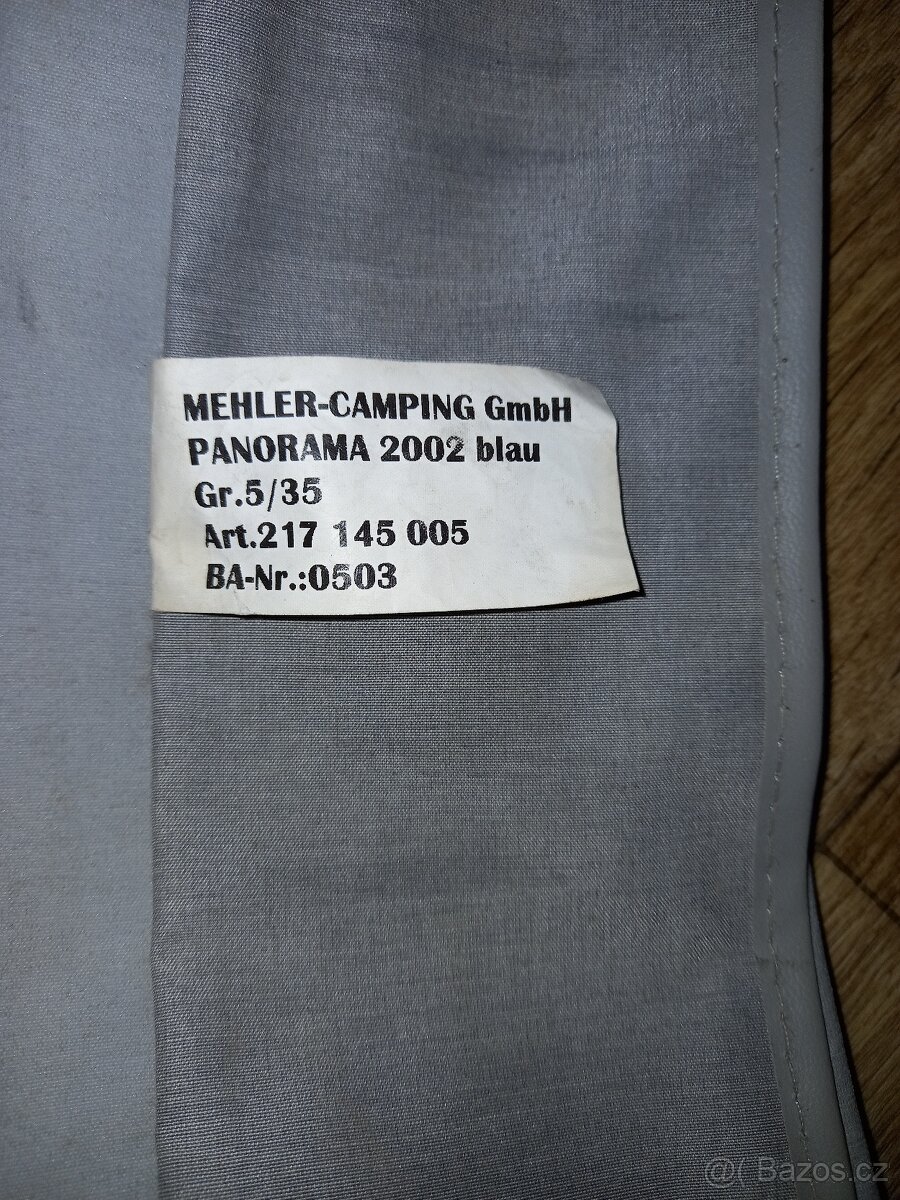 MEHLER-CAMPING GmbH
PANORAMA 2002 blau
Gr.5/35
Art.217 145 005
BA-Nr.:0503
@( Bazos.cz